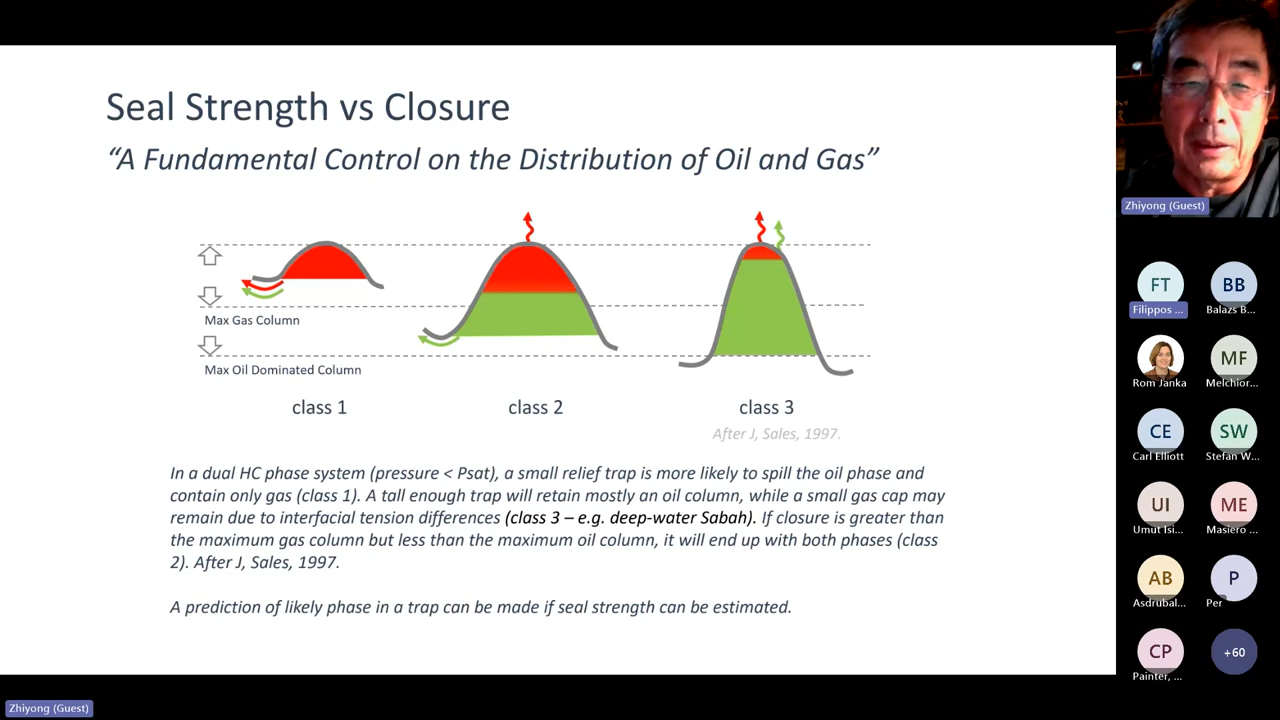 Seal Strength vs Closure
“A Fundamental Control on the Distribution of Oil and Gas”
Max Gas Column
Max Oil Dominated Column
class 1
class 2
class 3
After J, Sales, 1997.
In a dual HC phase system (pressure < Psat), a small relief trap is more likely to spill the oil phase and
contain only gas (class 1). A tall enough trap will retain mostly an oil column, while a small gas cap may
remain due to interfacial tension differences (class 3 – e.g. deep-water Sabah). If closure is greater than
the maximum gas column but less than the maximum oil column, it will end up with both phases (class
2). After J, Sales, 1997.
A prediction of likely phase in a trap can be made if seal strength can be estimated.
Zhiyong (Guest)
FT
Filippos ...
BB
Balazs B...
Rom Janka
MF
Melchior...
CE
Carl Elliott
SW
Stefan W...
UI
Umut Isi...
ME
Masiero ...
AB
Asdrubal...
P
Per
CP
Painter, ...
+60
Zhiyong (Guest)